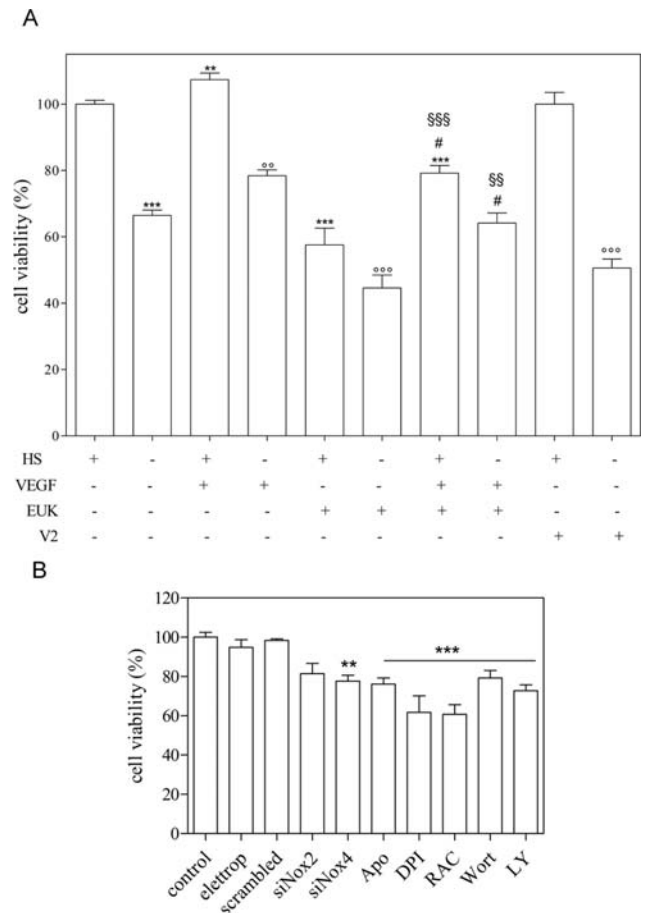 A
cell viability (%)
100
80
60
40
20
0
***
**
°°
***
°°°
§§§
#
***
§§
#
°°°
HS + - + - + - + - + -
VEGF - - + + - - + + - -
EUK - - - - + + + + - -
V2 - - - - - - - - + +
B
cell viability (%)
120
100
80
60
40
20
0
**
***
control
elettrop
scrambled
siNox2
siNox4
Apo
DPI
RAC
Wort
LY